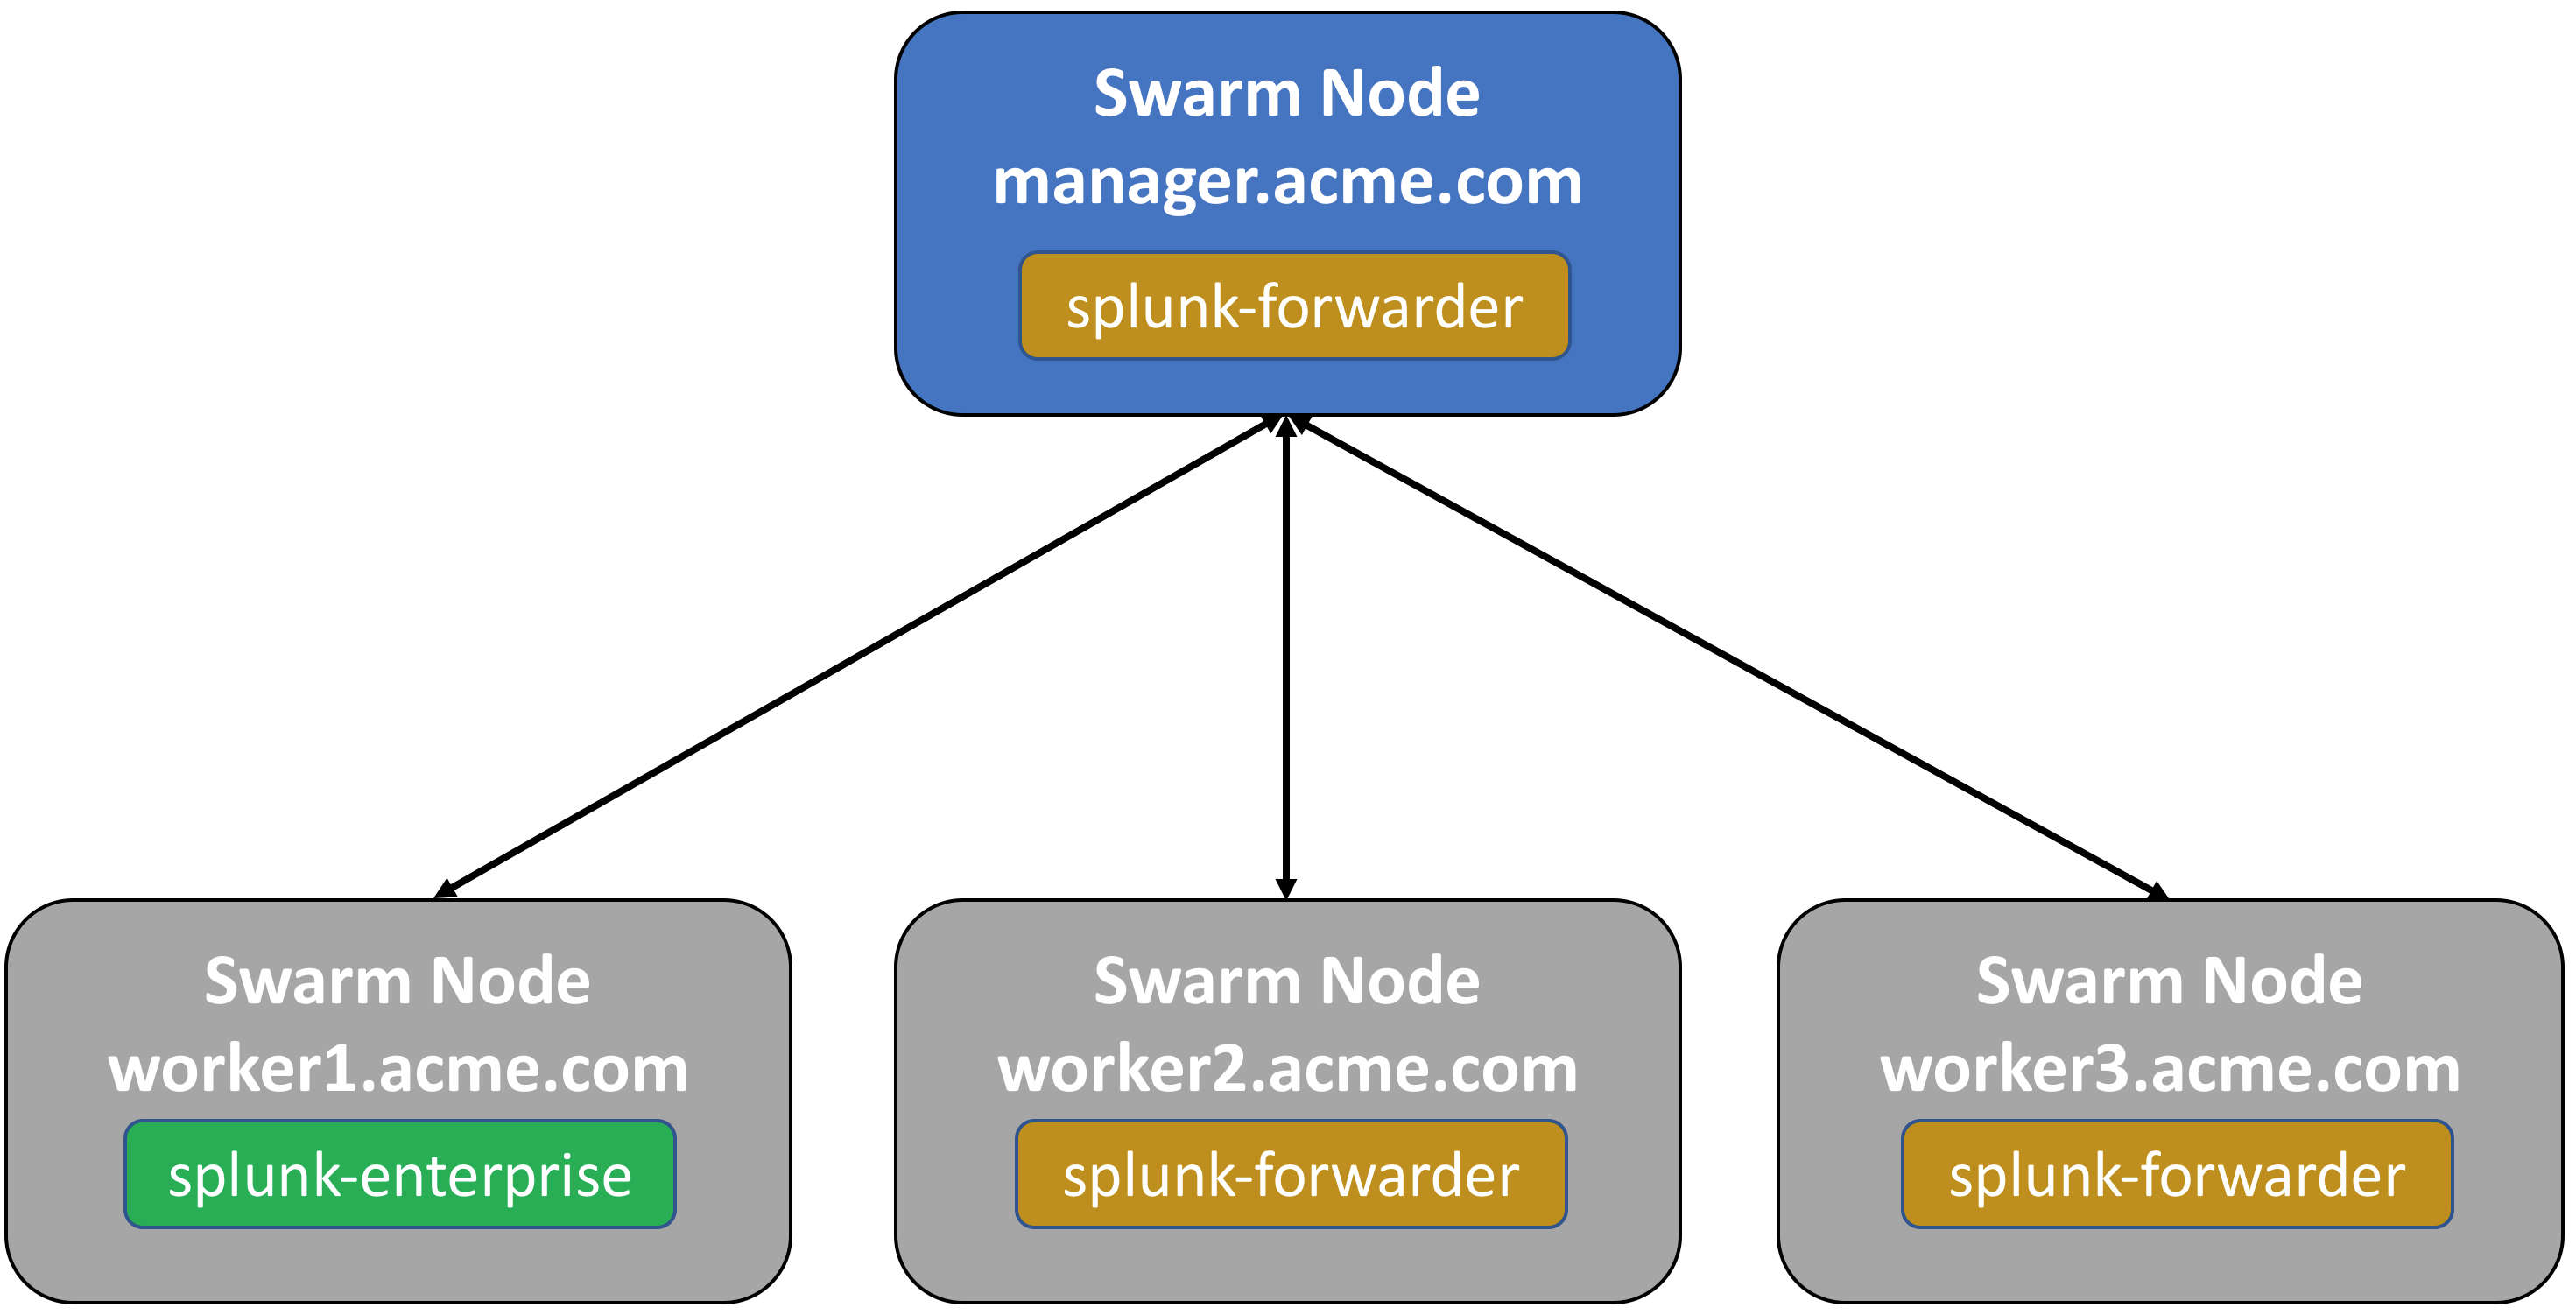 Swarm Node
manager.acme.com
splunk-forwarder
Swarm Node
worker1.acme.com
splunk-enterprise
Swarm Node
worker2.acme.com
splunk-forwarder
Swarm Node
worker3.acme.com
splunk-forwarder